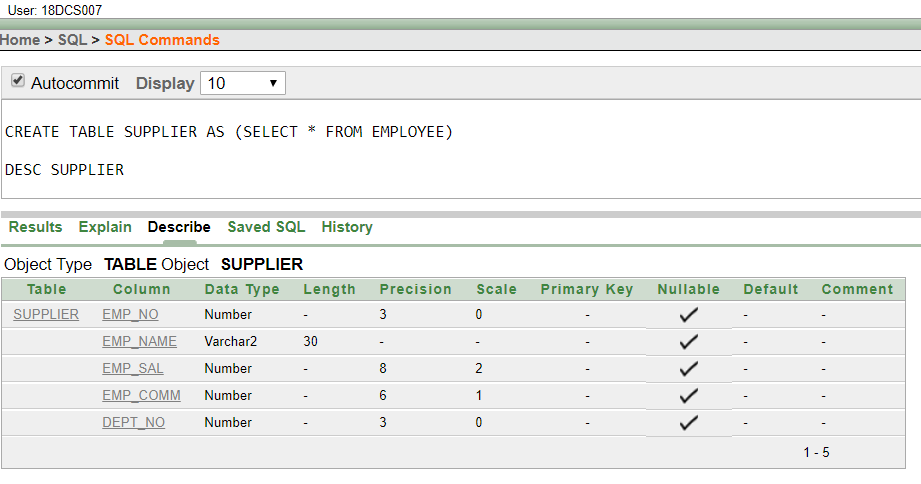 User: 18DCS007
Home > SQL > SQL Commands
Autocommit Display 10
CREATE TABLE SUPPLIER AS (SELECT * FROM EMPLOYEE)
DESC SUPPLIER
Results Explain Describe Saved SQL History
Object Type TABLE Object SUPPLIER
Table Column Data Type Length Precision Scale Primary Key Nullable Default Comment
SUPPLIER EMP_NO Number - 3 0 - - -
EMP_NAME Varchar2 30 - - - - -
EMP_SAL Number - 8 2 - - -
EMP_COMM Number - 6 1 - - -
DEPT_NO Number - 3 0 - - -
1 - 5